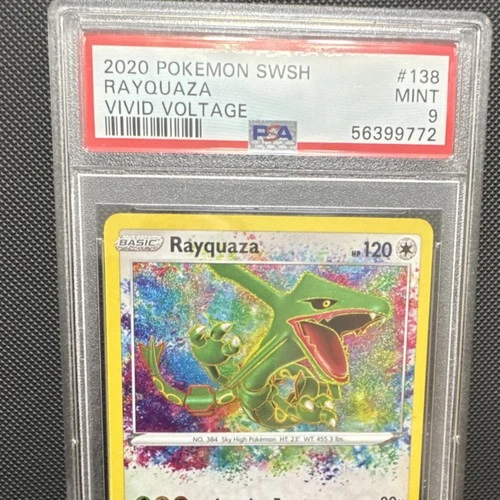 2020 POKEMON SWSH #138
RAYQUAZA MINT
VIVID VOLTAGE 9
PSA 56399772
BASIC Rayquaza HP 120
NO. 384 Sky High Pokémon HT: 23' WT: 455.3 lbs.